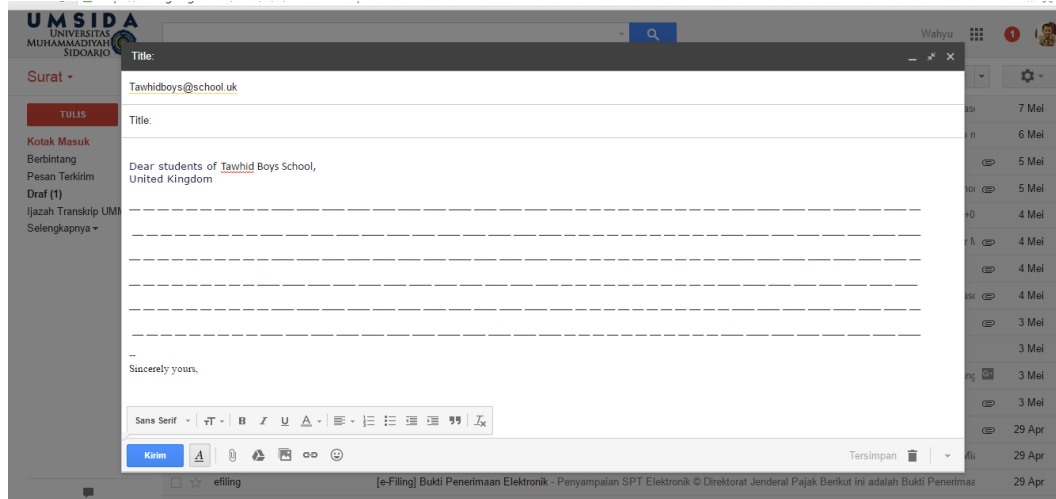 UMSIDA
UNIVERSITAS
MUHAMMADIYAH
SIDOARJO
Wahyu
1
Title:
Surat
Tawhidboys@school.uk
TULIS
Title:
7 Mei
Kotak Masuk
6 Mei
Berbintang
Dear students of Tawhid Boys School,
5 Mei
Pesan Terkirim
United Kingdom
Draf (1)
5 Mei
Ijazah Transkrip UMM
+0
4 Mei
Selengkapnya
4 Mei
4 Mei
4 Mei
3 Mei
--
3 Mei
Sincerely yours,
3 Mei
3 Mei
Sans Serif
29 Apr
Kirim
Tersimpan
29 Apr
efiling
[e-Filing] Bukti Penerimaan Elektronik - Penyampaian SPT Elektronik © Direktorat Jenderal Pajak Berikut ini adalah Bukti Penerimaa
29 Apr